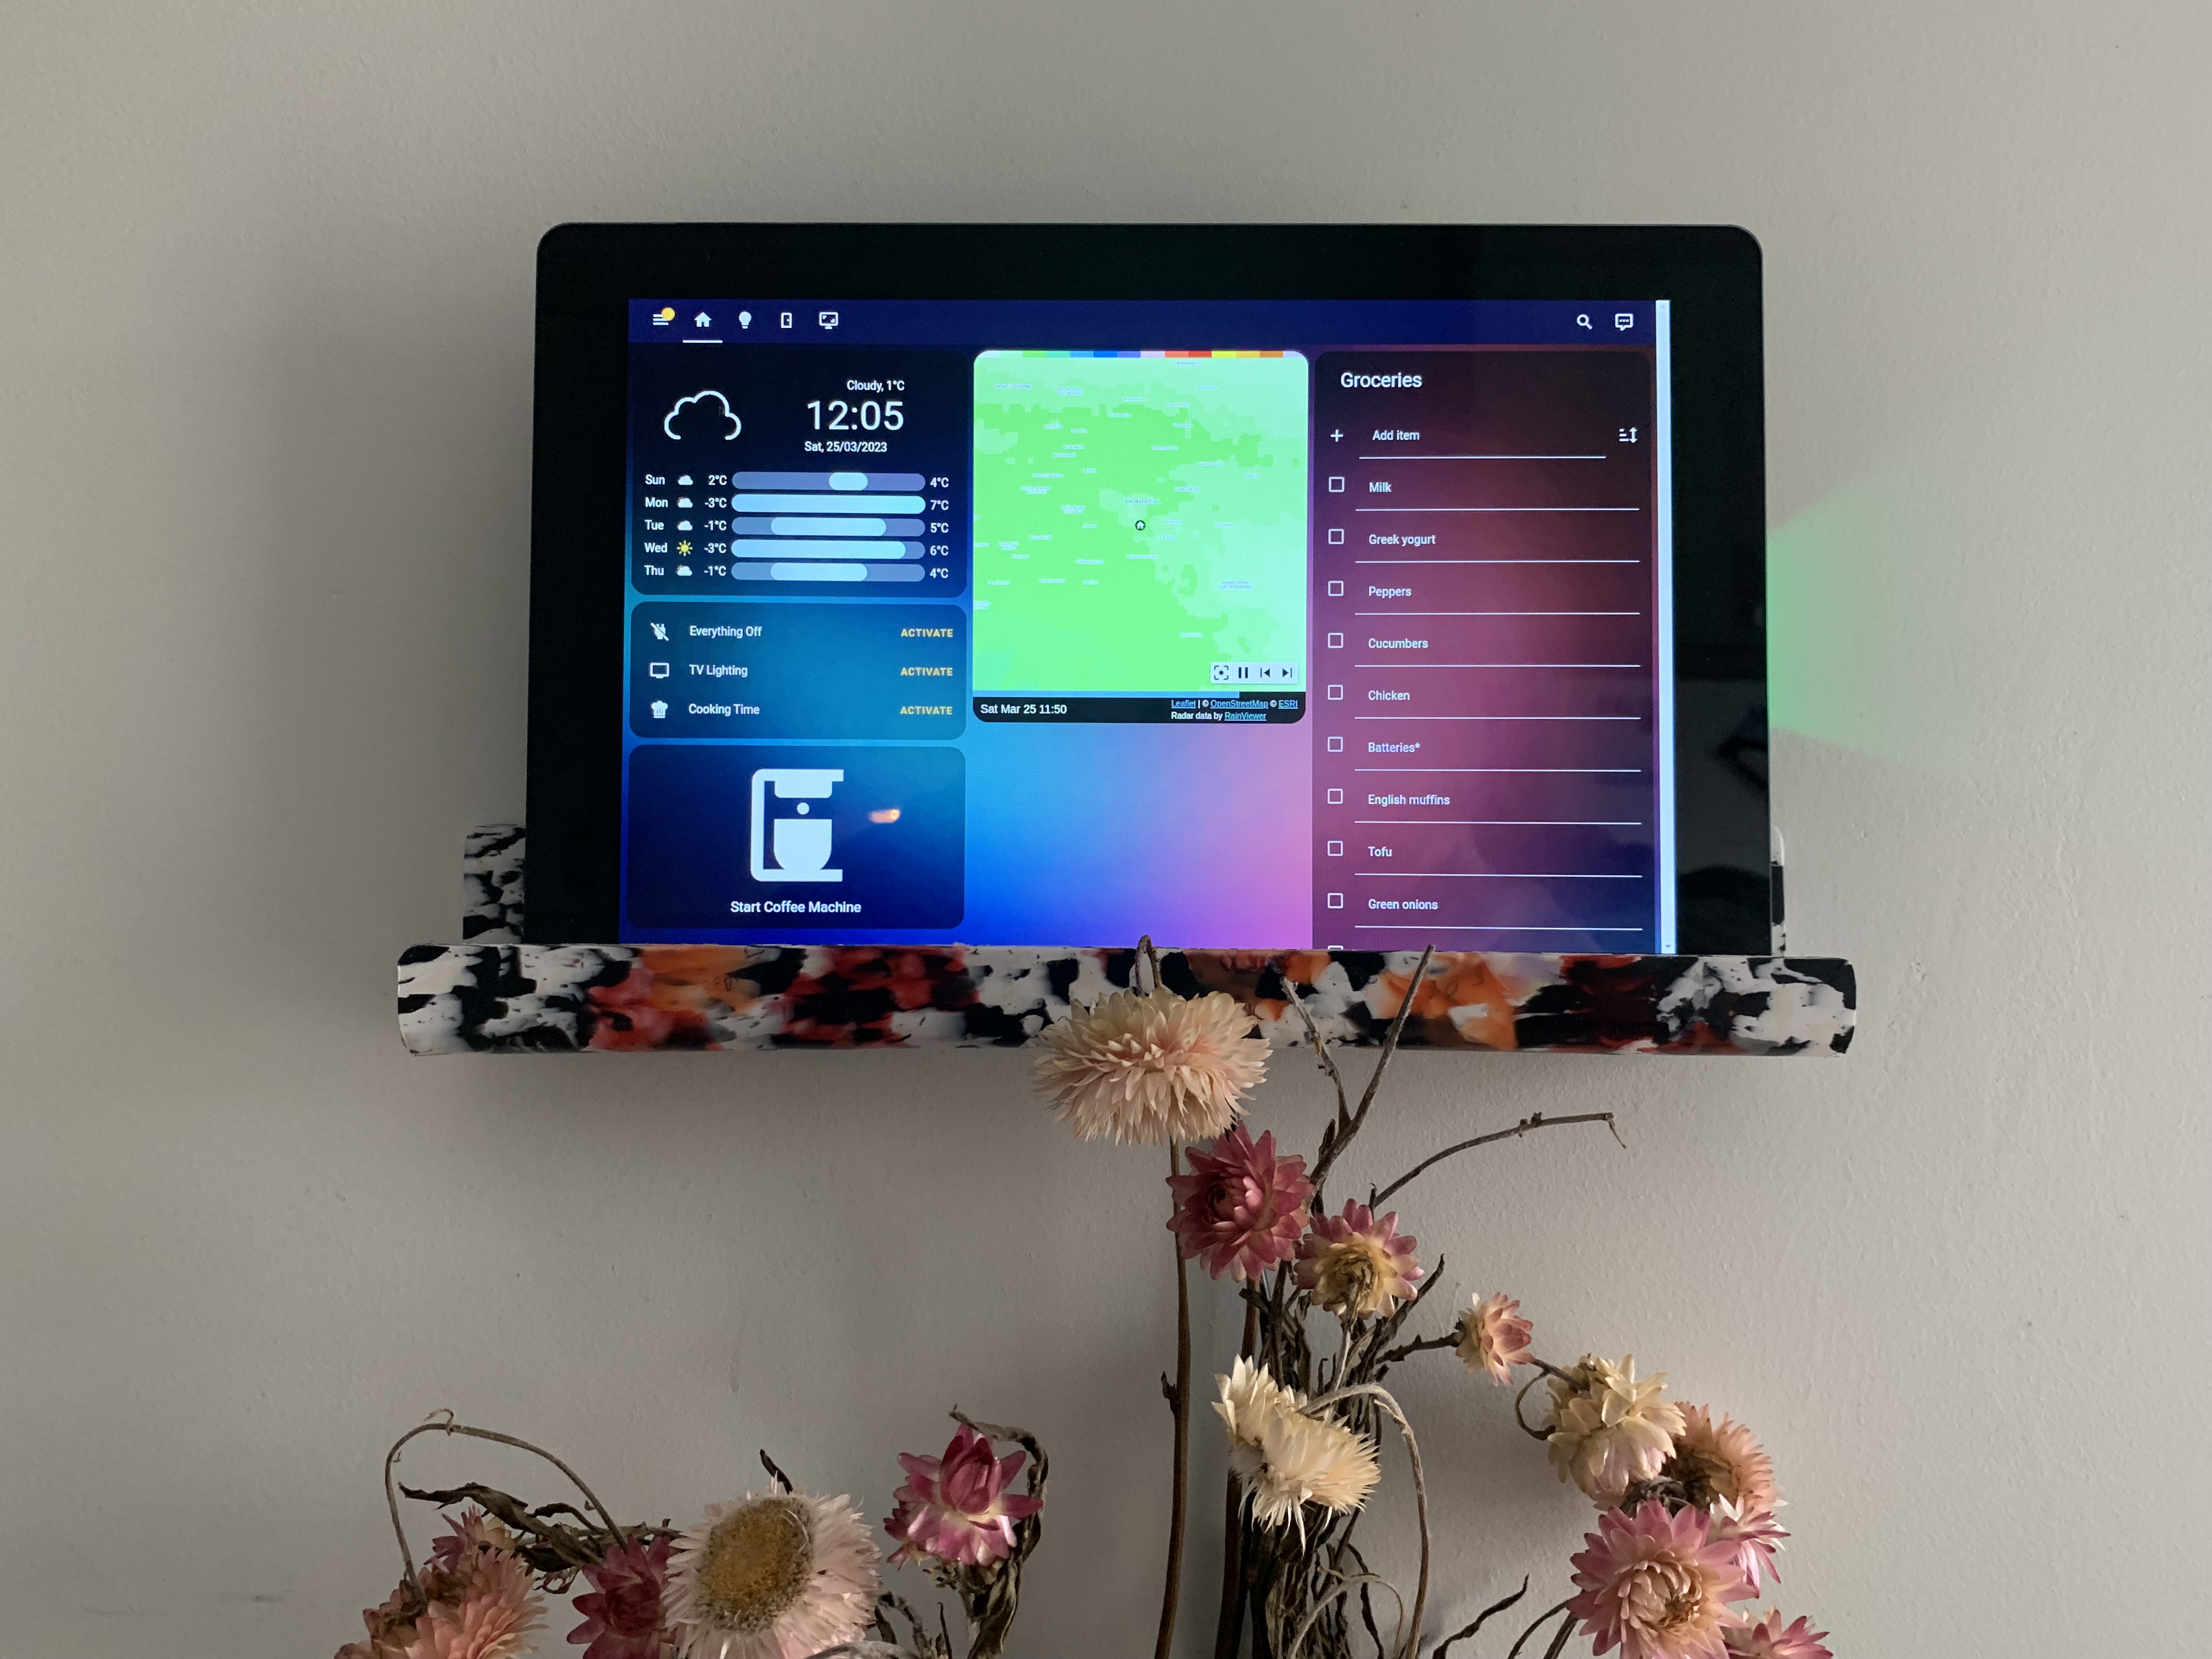 Cloudy, 1°C
12:05
Sat, 25/03/2023
Sun 2°C 4°C
Mon -3°C 7°C
Tue -1°C 5°C
Wed -3°C 6°C
Thu -1°C 4°C
Everything Off ACTIVATE
TV Lighting ACTIVATE
Cooking Time ACTIVATE
Start Coffee Machine
MONTREAL
Sat Mar 25 11:50
Leaflet | © OpenStreetMap © ESRI
Radar data by RainViewer
Groceries
Add item
Milk
Greek yogurt
Peppers
Cucumbers
Chicken
Batteries*
English muffins
Tofu
Green onions